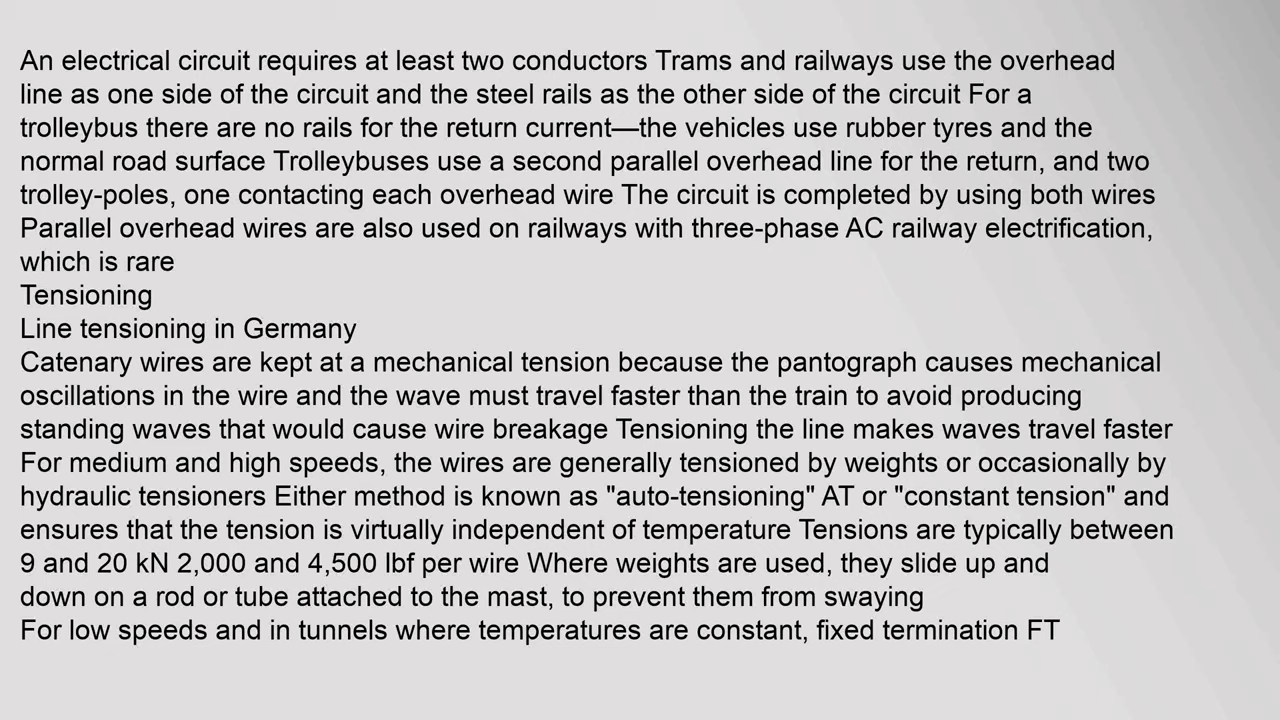 An electrical circuit requires at least two conductors Trams and railways use the overhead
line as one side of the circuit and the steel rails as the other side of the circuit For a
trolleybus there are no rails for the return current—the vehicles use rubber tyres and the
normal road surface Trolleybuses use a second parallel overhead line for the return, and two
trolley-poles, one contacting each overhead wire The circuit is completed by using both wires
Parallel overhead wires are also used on railways with three-phase AC railway electrification,
which is rare
Tensioning
Line tensioning in Germany
Catenary wires are kept at a mechanical tension because the pantograph causes mechanical
oscillations in the wire and the wave must travel faster than the train to avoid producing
standing waves that would cause wire breakage Tensioning the line makes waves travel faster
For medium and high speeds, the wires are generally tensioned by weights or occasionally by
hydraulic tensioners Either method is known as "auto-tensioning" AT or "constant tension" and
ensures that the tension is virtually independent of temperature Tensions are typically between
9 and 20 kN 2,000 and 4,500 lbf per wire Where weights are used, they slide up and
down on a rod or tube attached to the mast, to prevent them from swaying
For low speeds and in tunnels where temperatures are constant, fixed termination FT